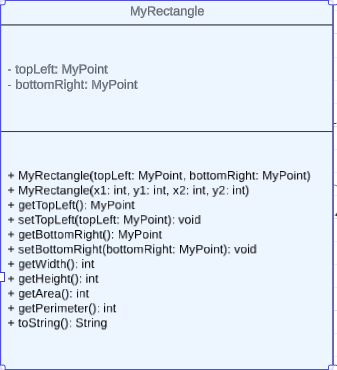 MyRectangle
- topLeft: MyPoint
- bottomRight: MyPoint
+ MyRectangle(topLeft: MyPoint, bottomRight: MyPoint)
+ MyRectangle(x1: int, y1: int, x2: int, y2: int)
+ getTopLeft(): MyPoint
+ setTopLeft(topLeft: MyPoint): void
+ getBottomRight(): MyPoint
+ setBottomRight(bottomRight: MyPoint): void
+ getWidth(): int
+ getHeight(): int
+ getArea(): int
+ getPerimeter(): int
+ toString(): String